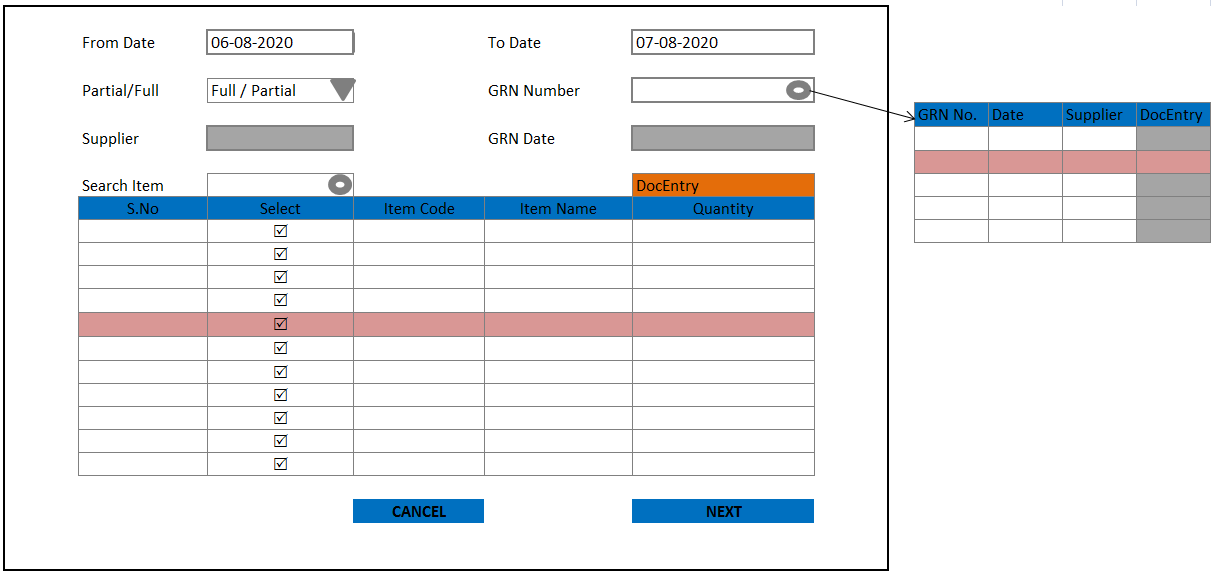 From Date 06-08-2020 To Date 07-08-2020
Partial/Full Full / Partial GRN Number
GRN No. Date Supplier DocEntry
Supplier GRN Date
Search Item DocEntry
S.No Select Item Code Item Name Quantity
CANCEL NEXT